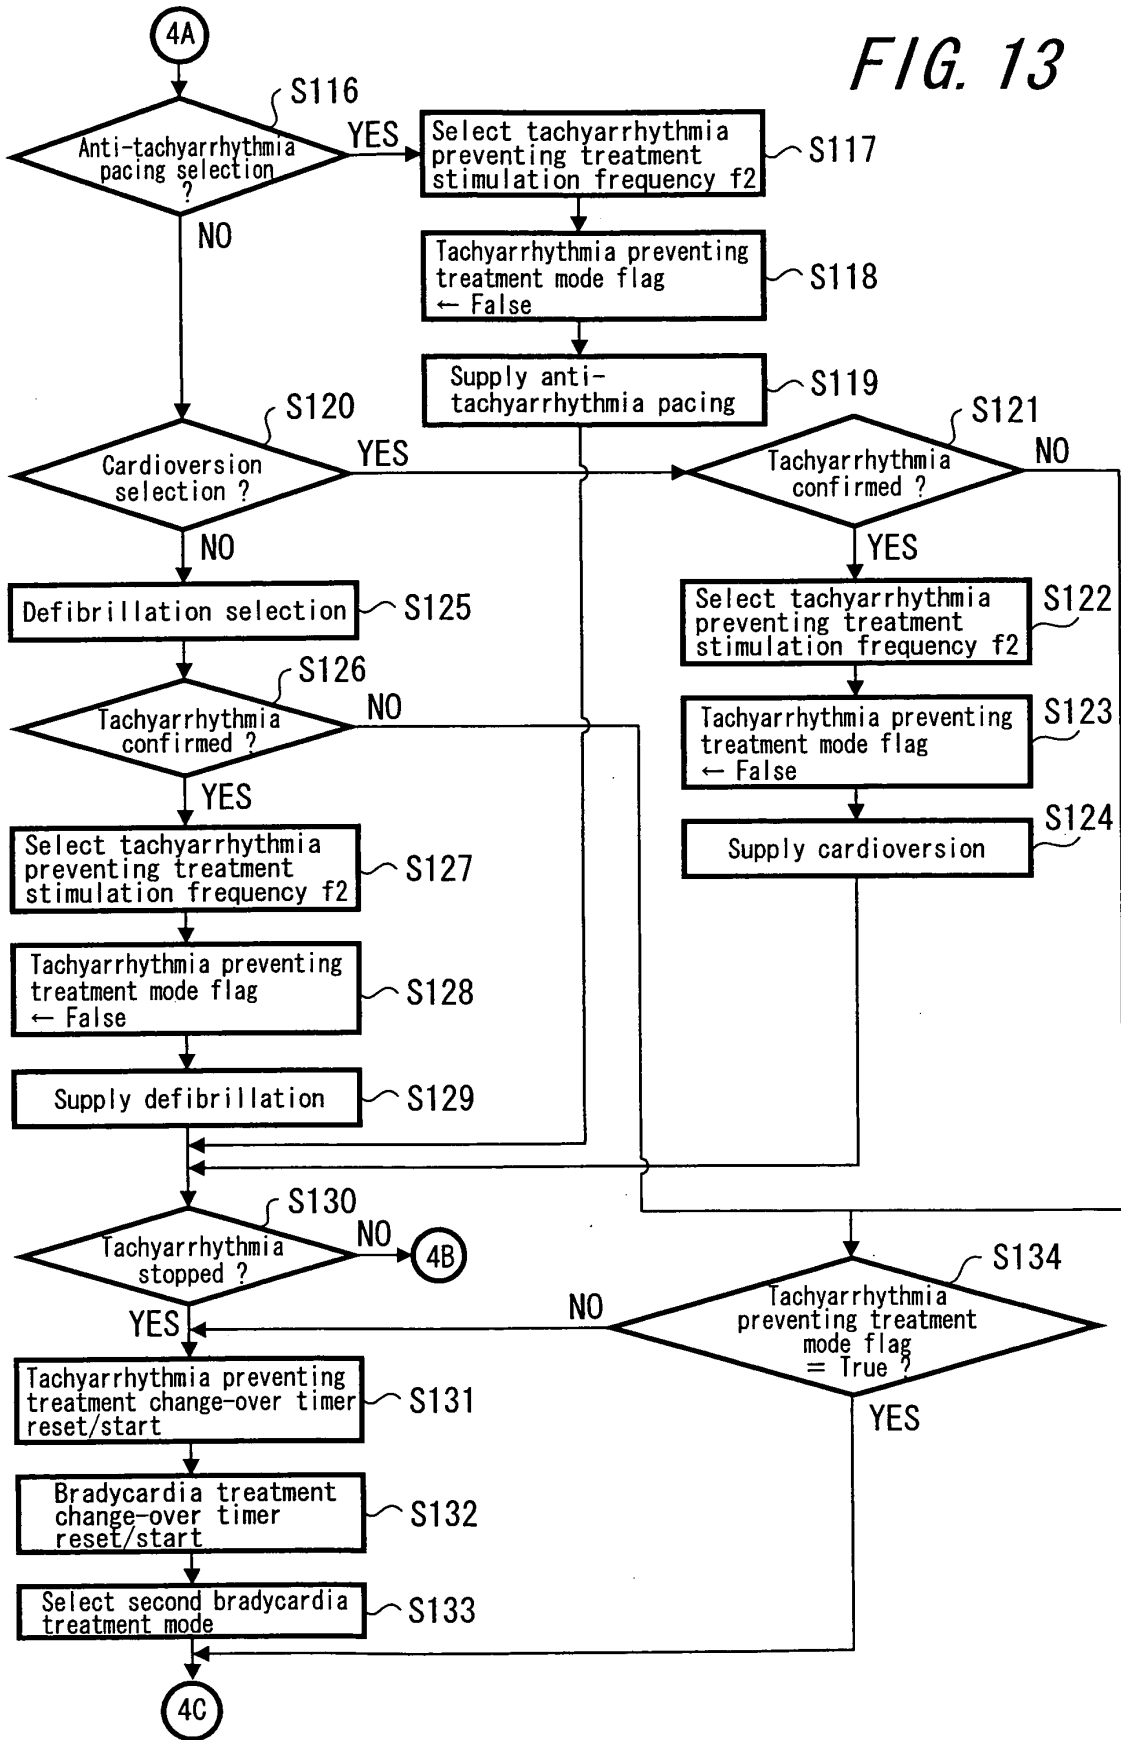 4A
FIG. 13
S116
Anti-tachyarrhythmia
pacing selection
?
YES
NO
Select tachyarrhythmia
preventing treatment
stimulation frequency f2
S117
Tachyarrhythmia preventing
treatment mode flag
← False
S118
Supply anti-
tachyarrhythmia pacing
S119
S120
Cardioversion
selection ?
YES
NO
S121
Tachyarrhythmia
confirmed ?
NO
YES
Select tachyarrhythmia
preventing treatment
stimulation frequency f2
S122
Tachyarrhythmia preventing
treatment mode flag
← False
S123
Supply cardioversion
S124
Defibrillation selection
S125
S126
Tachyarrhythmia
confirmed ?
NO
YES
Select tachyarrhythmia
preventing treatment
stimulation frequency f2
S127
Tachyarrhythmia preventing
treatment mode flag
← False
S128
Supply defibrillation
S129
S130
Tachyarrhythmia
stopped ?
NO
4B
YES
S134
Tachyarrhythmia
preventing treatment
mode flag
= True ?
NO
YES
Tachyarrhythmia preventing
treatment change-over timer
reset/start
S131
Bradycardia treatment
change-over timer
reset/start
S132
Select second bradycardia
treatment mode
S133
4C